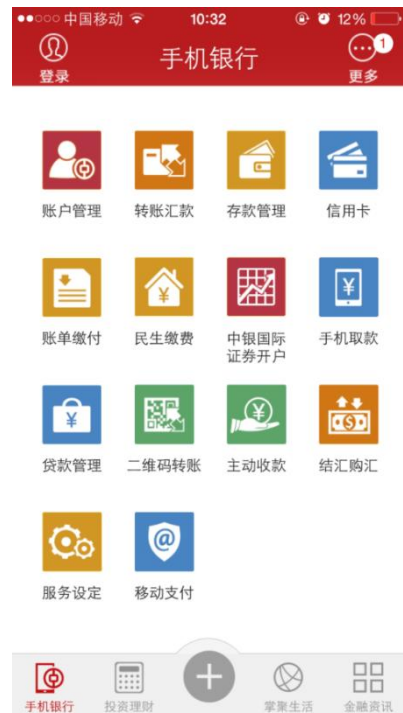 中国移动 10:32 12%
手机银行
登录
1
更多
账户管理 转账汇款 存款管理 信用卡
账单缴付 民生缴费 中银国际 手机取款
证券开户
贷款管理 二维码转账 主动收款 结汇购汇
服务设定 移动支付
手机银行 投资理财 掌聚生活 金融资讯